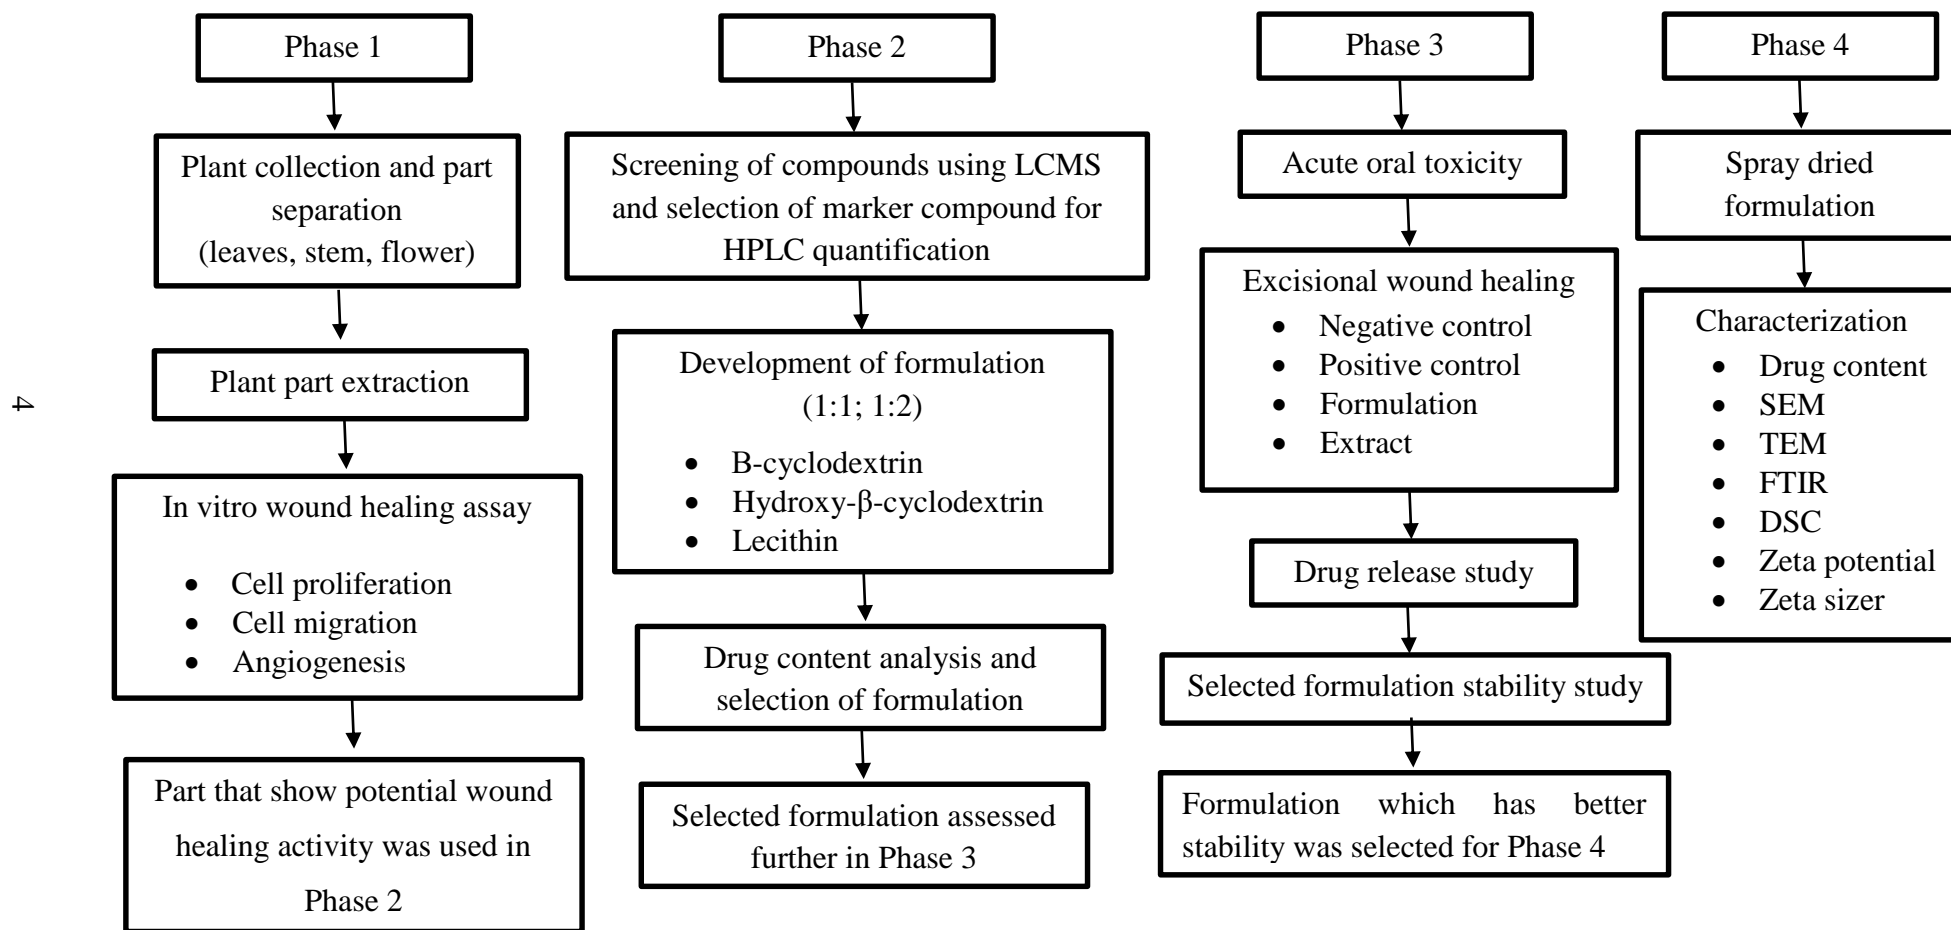 Phase 1
Plant collection and part
separation
(leaves, stem, flower)
Plant part extraction
In vitro wound healing assay
• Cell proliferation
• Cell migration
• Angiogenesis
Part that show potential wound
healing activity was used in
Phase 2
Phase 2
Screening of compounds using LCMS
and selection of marker compound for
HPLC quantification
Development of formulation
(1:1; 1:2)
• B-cyclodextrin
• Hydroxy-β-cyclodextrin
• Lecithin
Drug content analysis and
selection of formulation
Selected formulation assessed
further in Phase 3
Phase 3
Acute oral toxicity
Excisional wound healing
• Negative control
• Positive control
• Formulation
• Extract
Drug release study
Selected formulation stability study
Formulation which has better
stability was selected for Phase 4
Phase 4
Spray dried
formulation
Characterization
• Drug content
• SEM
• TEM
• FTIR
• DSC
• Zeta potential
• Zeta sizer
4